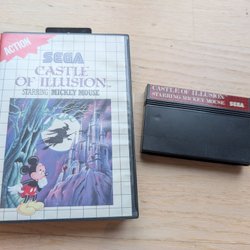 ACTION
SEGA
CASTLE
OF ILLUSION
STARRING MICKEY MOUSE
CASTLE OF ILLUSION
STARRING MICKEY MOUSE
SEGA